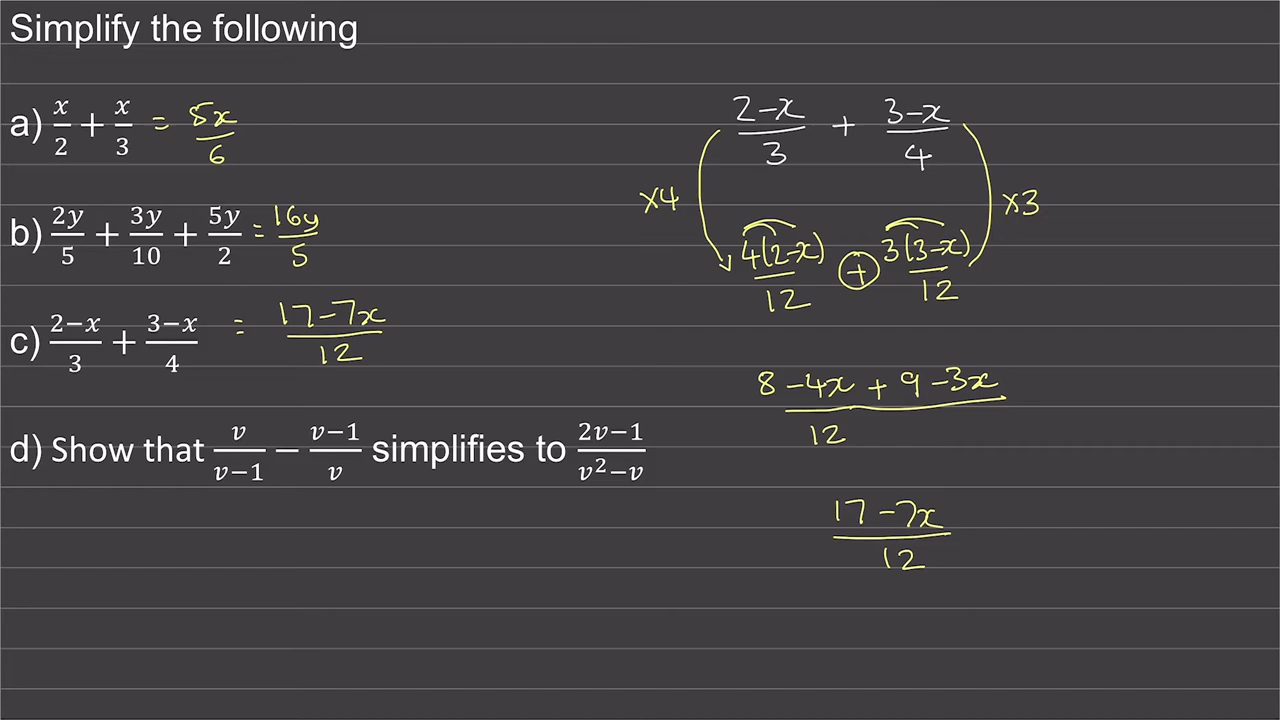 Simplify the following
a) x/2 + x/3 = 5x/6
b) 2y/5 + 3y/10 + 5y/2 = 16y/5
c) 2−x/3 + 3−x/4 = 17−7x/12
d) Show that v/v−1 − v−1/v simplifies to 2v−1/v²−v
2−x/3 + 3−x/4
×4 ×3
4(2−x)/12 + 3(3−x)/12
8−4x+9−3x/12
17−7x/12